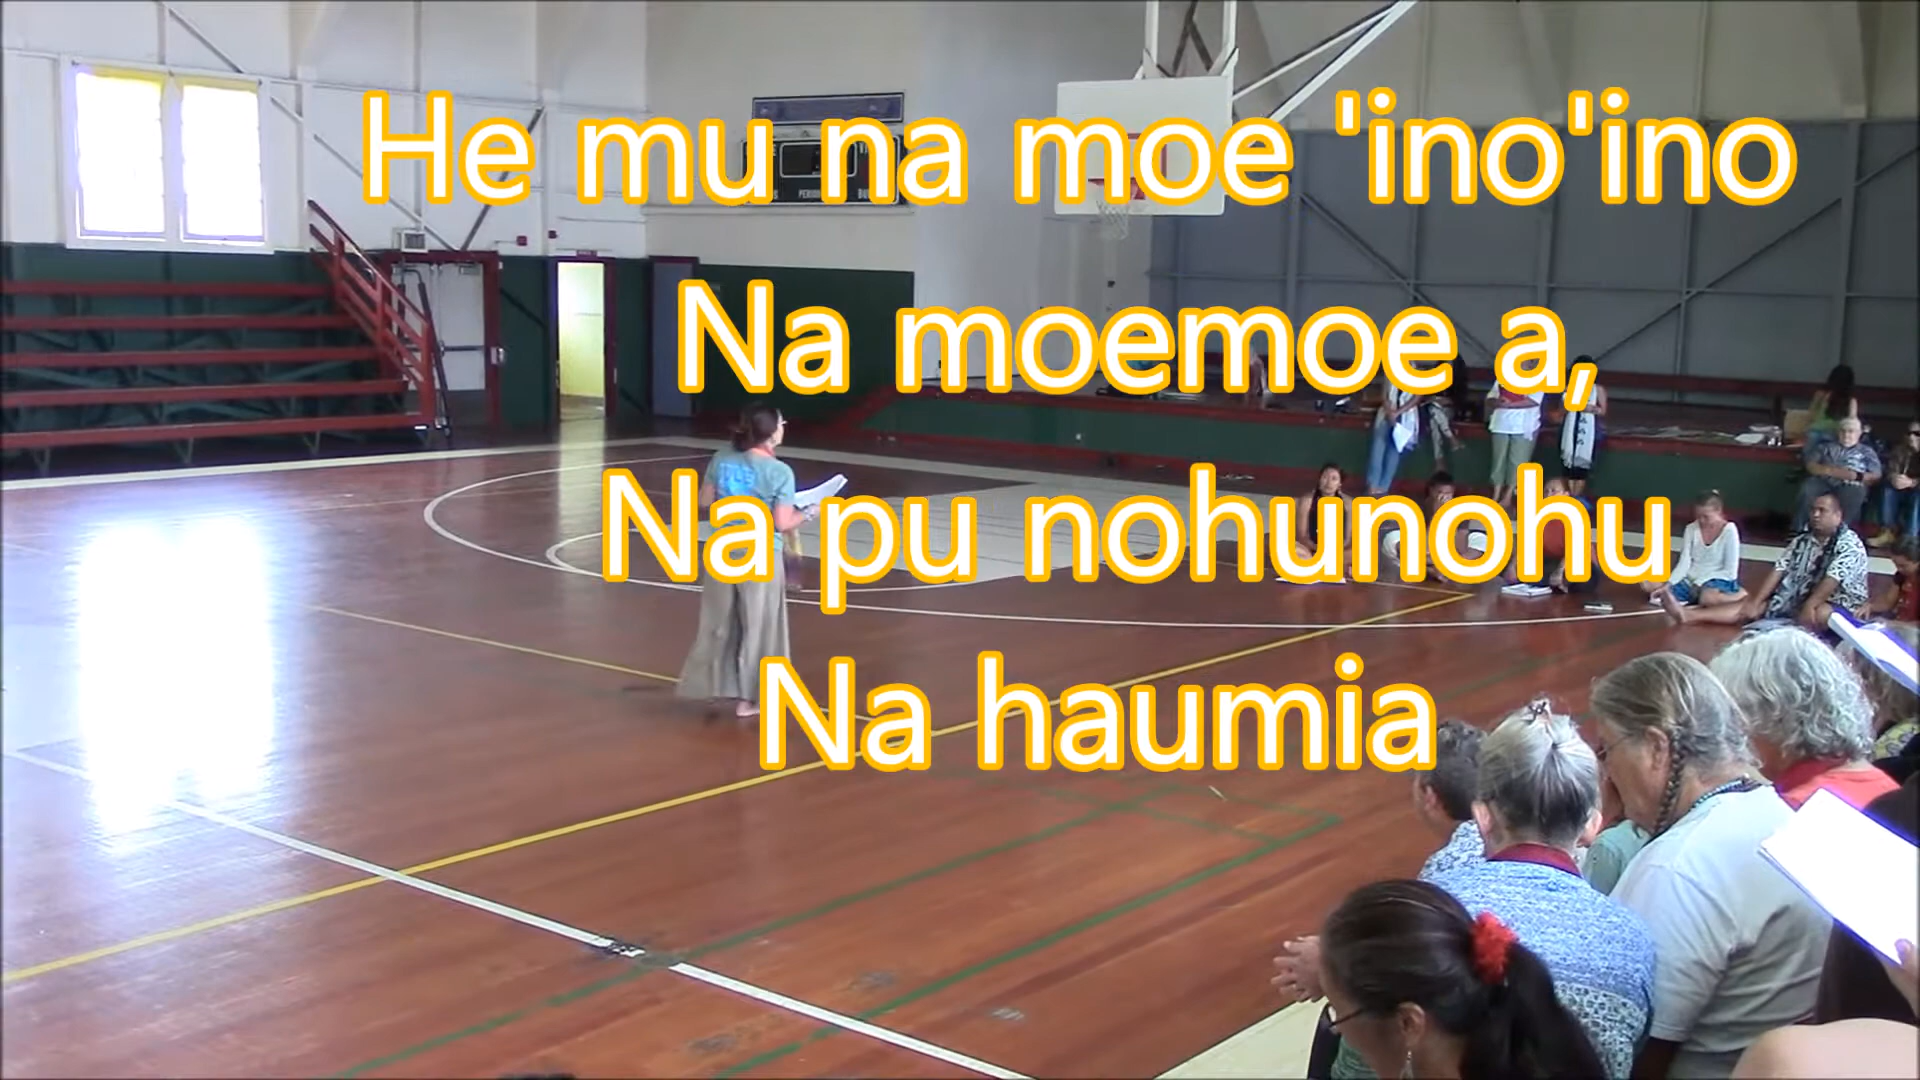 He mu na moe 'ino'ino
Na moemoe a,
Na pu nohunohu
Na haumia